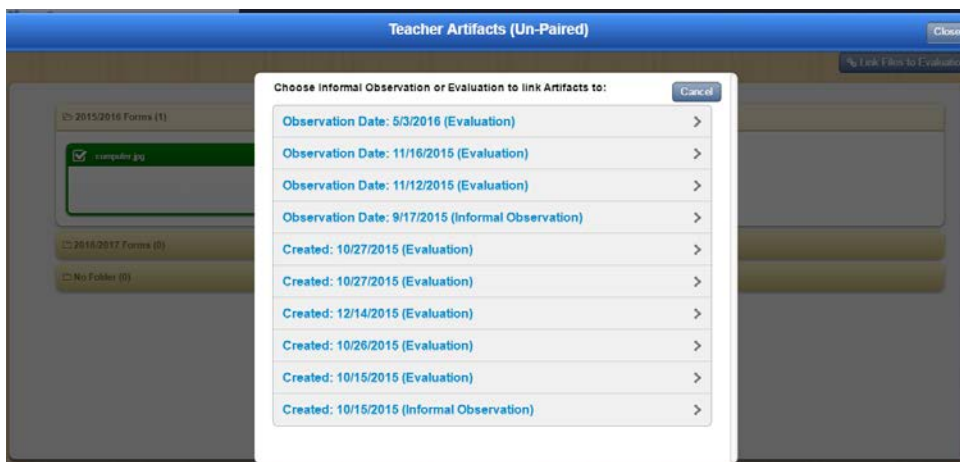 Teacher Artifacts (Un-Paired)
Close
Link Files to Evaluatio
Choose Informal Observation or Evaluation to link Artifacts to:
Cancel
2015/2016 Forms (1)
computer.jpg
2016/2017 Forms (0)
No Folder (0)
Observation Date: 5/3/2016 (Evaluation)
Observation Date: 11/16/2015 (Evaluation)
Observation Date: 11/12/2015 (Evaluation)
Observation Date: 9/17/2015 (Informal Observation)
Created: 10/27/2015 (Evaluation)
Created: 10/27/2015 (Evaluation)
Created: 12/14/2015 (Evaluation)
Created: 10/26/2015 (Evaluation)
Created: 10/15/2015 (Evaluation)
Created: 10/15/2015 (Informal Observation)